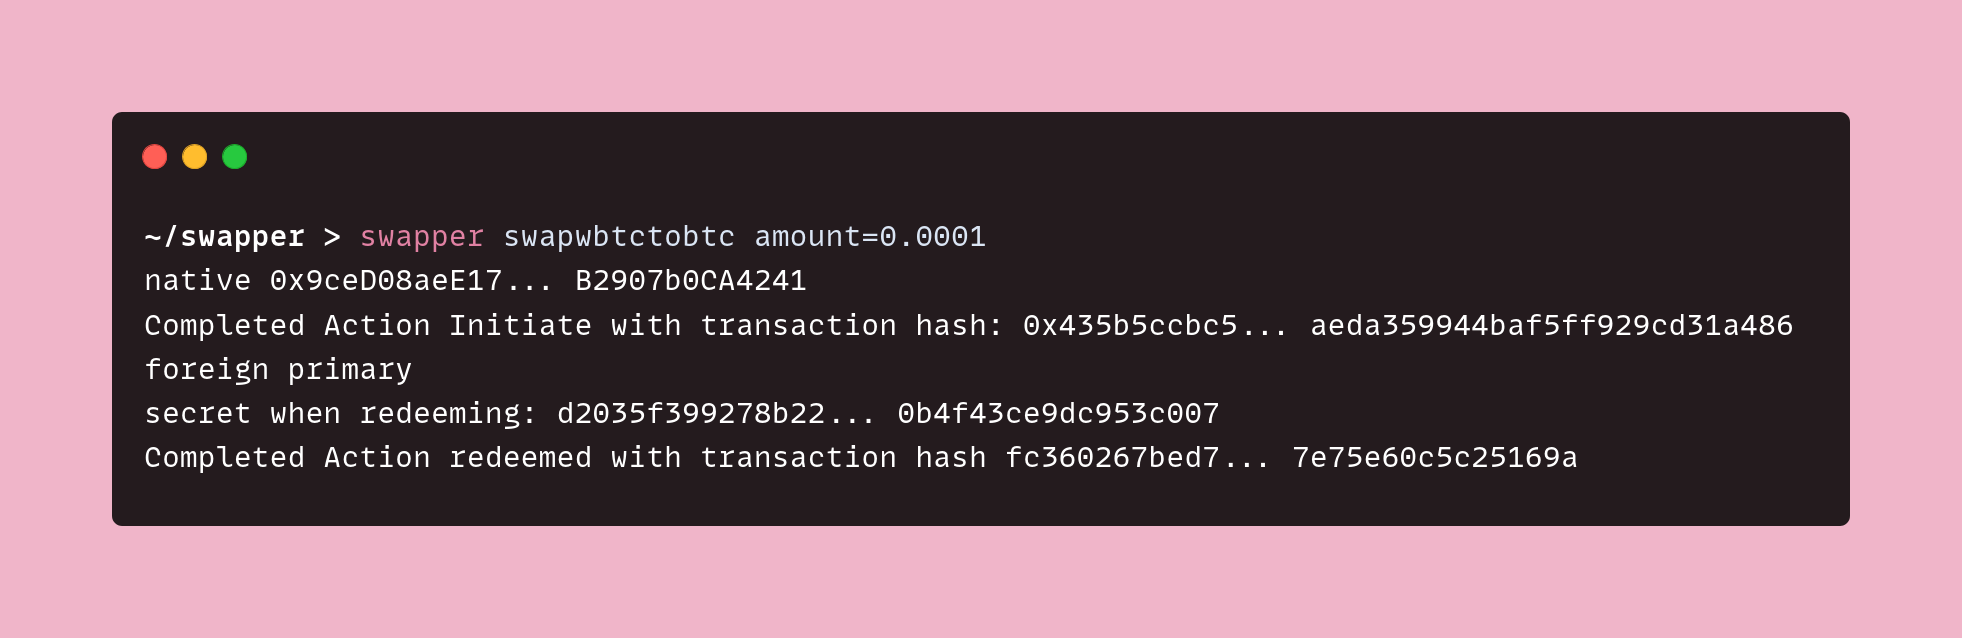 ~/swapper > swapper swapwbtctobtc amount=0.0001
native 0x9ceD08aeE17... B2907b0CA4241
Completed Action Initiate with transaction hash: 0x435b5ccbc5... aeda359944baf5ff929cd31a486
foreign primary
secret when redeeming: d2035f399278b22... 0b4f43ce9dc953c007
Completed Action redeemed with transaction hash fc360267bed7... 7e75e60c5c25169a